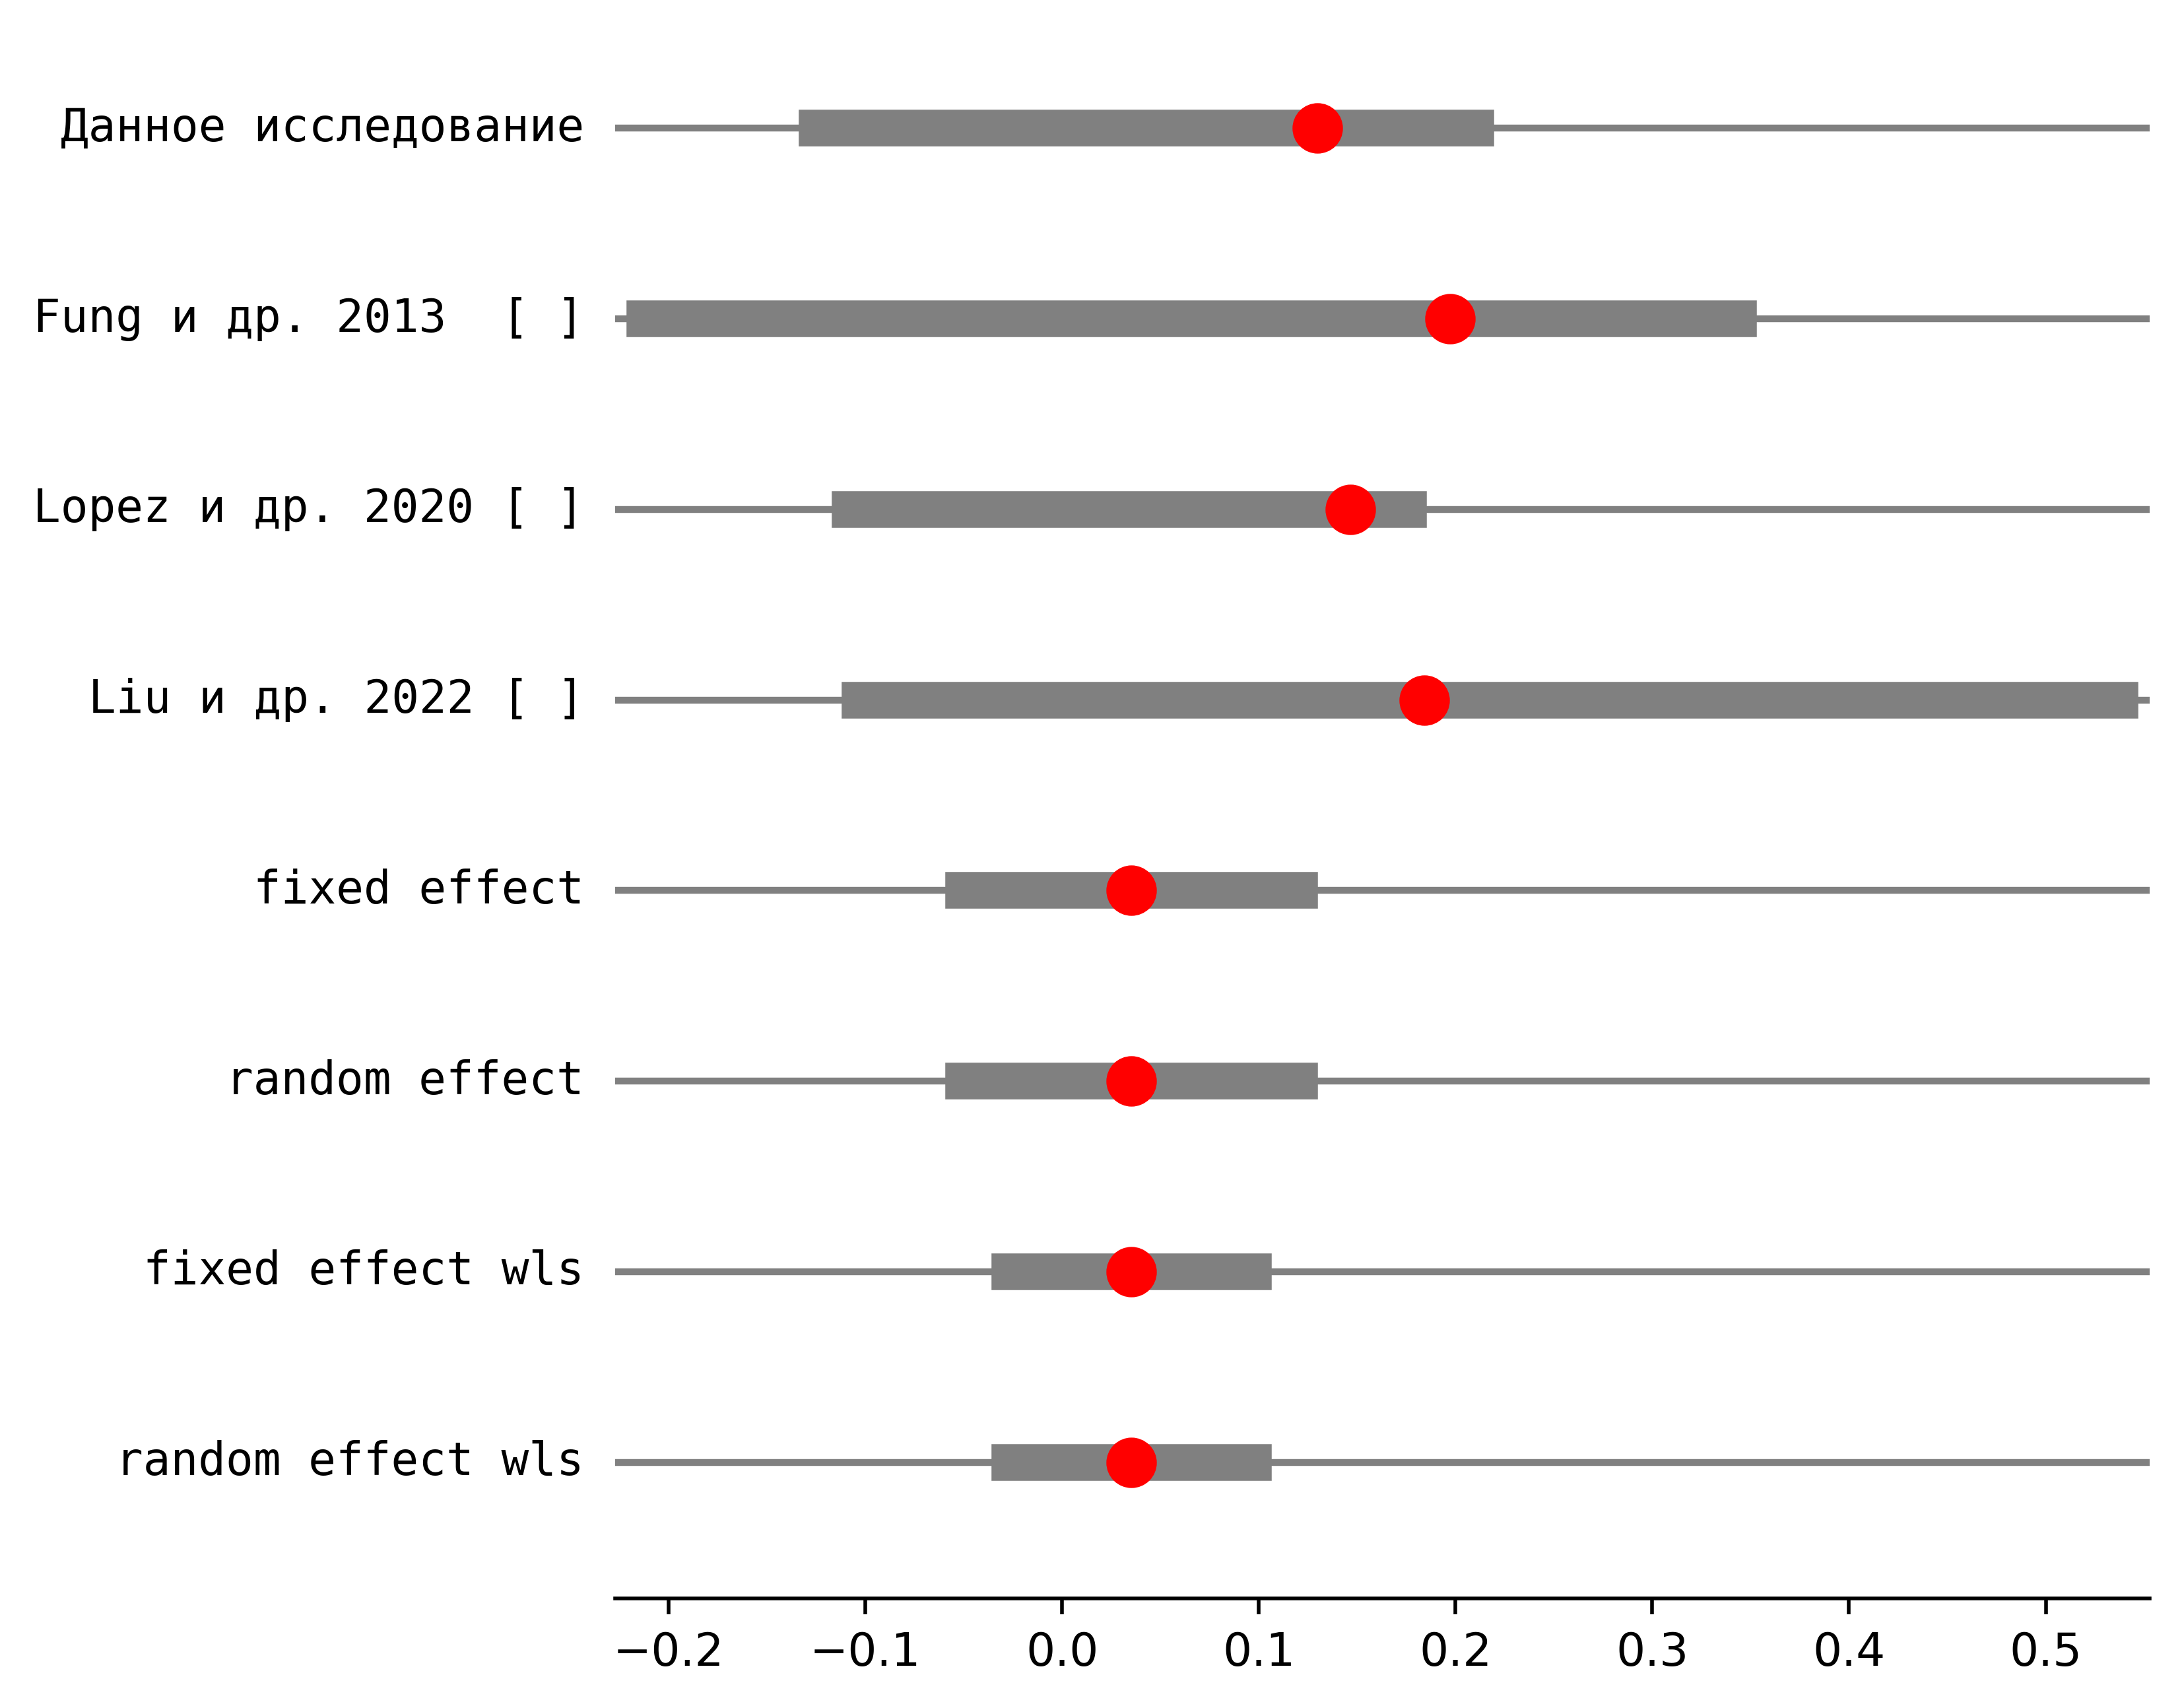 Данное исследование
Fung и др. 2013  [ ]
Lopez и др. 2020 [ ]
Liu и др. 2022 [ ]
fixed effect
random effect
fixed effect wls
random effect wls
−0.2 −0.1 0.0 0.1 0.2 0.3 0.4 0.5